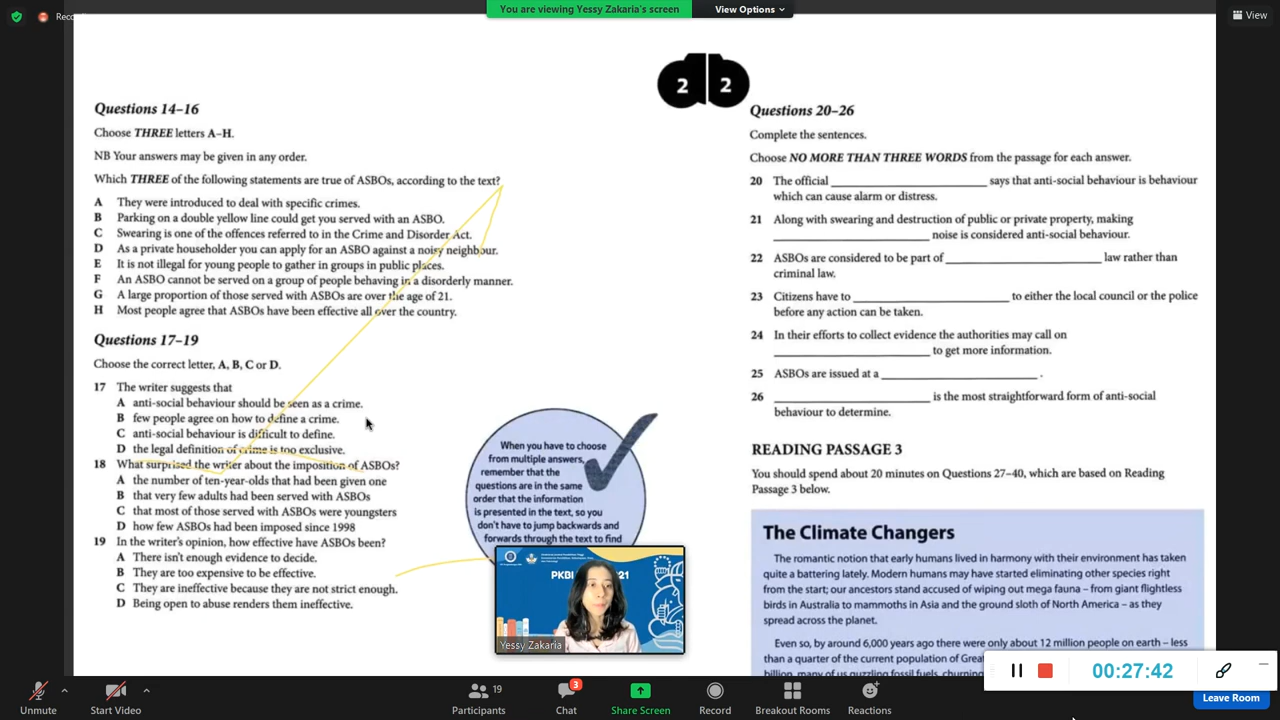 Reco
You are viewing Yessy Zakaria's screen
View Options
View
2 2
Questions 14–16
Choose THREE letters A–H.
NB Your answers may be given in any order.
Which THREE of the following statements are true of ASBOs, according to the text?
A They were introduced to deal with specific crimes.
B Parking on a double yellow line could get you served with an ASBO.
C Swearing is one of the offences referred to in the Crime and Disorder Act.
D As a private householder you can apply for an ASBO against a noisy neighbour.
E It is not illegal for young people to gather in groups in public places.
F An ASBO cannot be served on a group of people behaving in a disorderly manner.
G A large proportion of those served with ASBOs are over the age of 21.
H Most people agree that ASBOs have been effective all over the country.
Questions 17–19
Choose the correct letter, A, B, C or D.
17 The writer suggests that
A anti-social behaviour should be seen as a crime.
B few people agree on how to define a crime.
C anti-social behaviour is difficult to define.
D the legal definition of crime is too exclusive.
18 What surprised the writer about the imposition of ASBOs?
A the number of ten-year-olds that had been given one
B that very few adults had been served with ASBOs
C that most of those served with ASBOs were youngsters
D how few ASBOs had been imposed since 1998
19 In the writer's opinion, how effective have ASBOs been?
A There isn't enough evidence to decide.
B They are too expensive to be effective.
C They are ineffective because they are not strict enough.
D Being open to abuse renders them ineffective.
When you have to choose
from multiple answers,
remember that the
questions are in the same
order that the information
is presented in the text, so you
don't have to jump backwards and
forwards through the text to find
PKBI 21
Yessy Zakaria
Questions 20–26
Complete the sentences.
Choose NO MORE THAN THREE WORDS from the passage for each answer.
20 The official ____ says that anti-social behaviour is behaviour
which can cause alarm or distress.
21 Along with swearing and destruction of public or private property, making
____ noise is considered anti-social behaviour.
22 ASBOs are considered to be part of ____ law rather than
criminal law.
23 Citizens have to ____ to either the local council or the police
before any action can be taken.
24 In their efforts to collect evidence the authorities may call on
____ to get more information.
25 ASBOs are issued at a ____ .
26 ____ is the most straightforward form of anti-social
behaviour to determine.
READING PASSAGE 3
You should spend about 20 minutes on Questions 27–40, which are based on Reading
Passage 3 below.
The Climate Changers
The romantic notion that early humans lived in harmony with their environment has taken
quite a battering lately. Modern humans may have started eliminating other species right
from the start; our ancestors stand accused of wiping out mega fauna – from giant flightless
birds in Australia to mammoths in Asia and the ground sloth of North America – as they
spread across the planet.
Even so, by around 6,000 years ago there were only about 12 million people on earth – less
than a quarter of the current population of Grea
billion, many of us guzzling fossil fuels, churning
00:27:42
Unmute
Start Video
19
Participants
3
Chat
Share Screen
Record
Breakout Rooms
Reactions
Leave Room